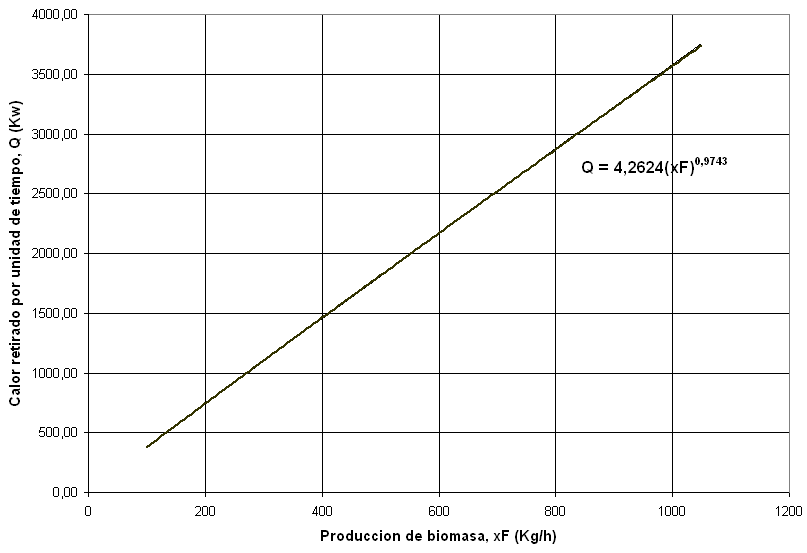 4000,00
3500,00
3000,00
2500,00
2000,00
1500,00
1000,00
500,00
0,00
Calor retirado por unidad de tiempo, Q (Kw)
Q = 4,2624(xF)^0,9743
0 200 400 600 800 1000 1200
Produccion de biomasa, xF (Kg/h)